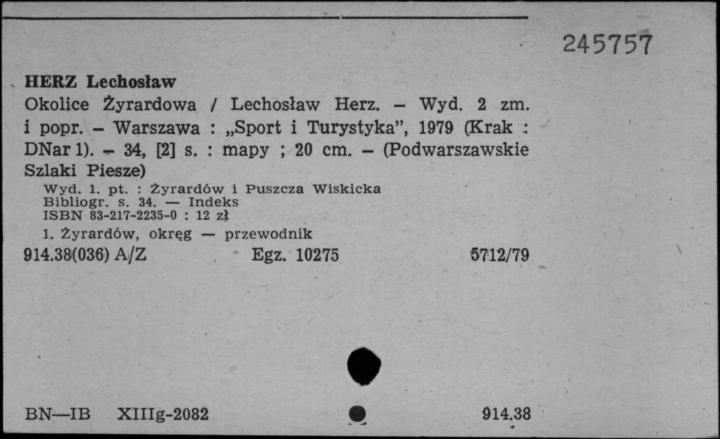 245757
HERZ Lechosław
Okolice Żyrardowa / Lechosław Herz. — Wyd. 2 zm.
i popr. — Warszawa : „Sport i Turystyka”, 1979 (Krak :
DNar 1). — 34, [2] s. : mapy ; 20 cm. — (Podwarszawskie
Szlaki Piesze)
Wyd. 1. pt. : Żyrardów i Puszcza Wiskicka
Bibliogr. s. 34. — Indeks
ISBN 83-217-2235-0 : 12 zł
1. Żyrardów, okręg — przewodnik
914.38(036) A/Z Egz. 10275 5712/79
BN—IB XIIIg-2082 914.38